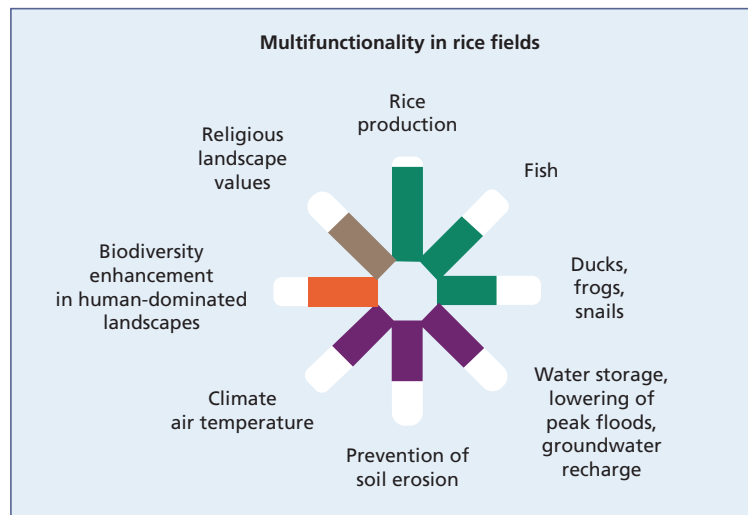 Multifunctionality in rice fields
Rice
production
Fish
Ducks,
frogs,
snails
Water storage,
lowering of
peak floods,
groundwater
recharge
Prevention of
soil erosion
Climate
air temperature
Biodiversity
enhancement
in human-dominated
landscapes
Religious
landscape
values